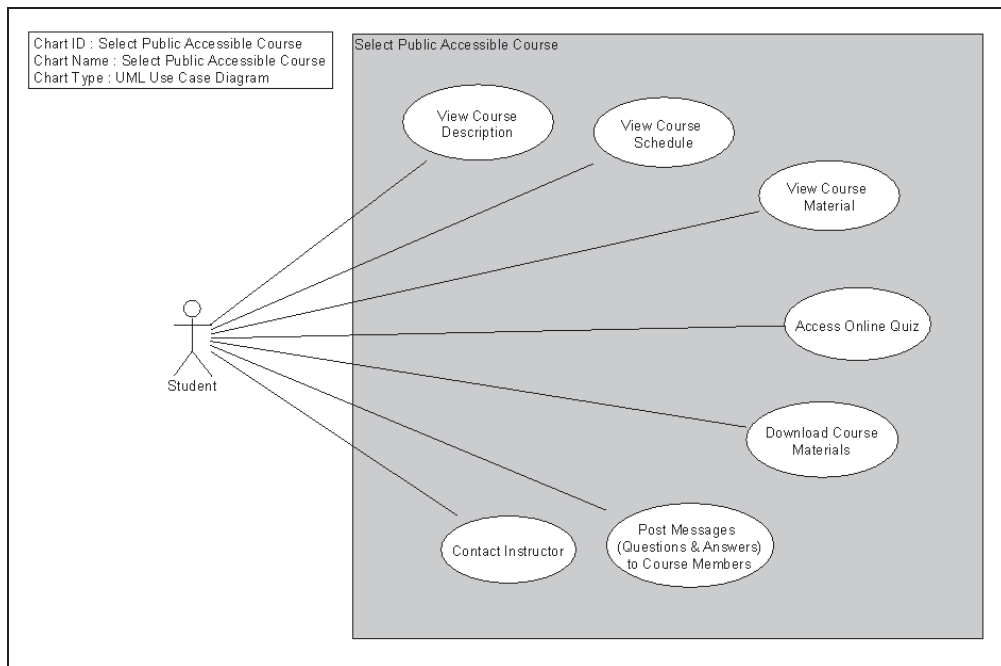 Chart ID : Select Public Accessible Course
Chart Name : Select Public Accessible Course
Chart Type : UML Use Case Diagram
Select Public Accessible Course
View Course
Description
View Course
Schedule
View Course
Material
Access Online Quiz
Student
Download Course
Materials
Post Messages
(Questions & Answers)
to Course Members
Contact Instructor